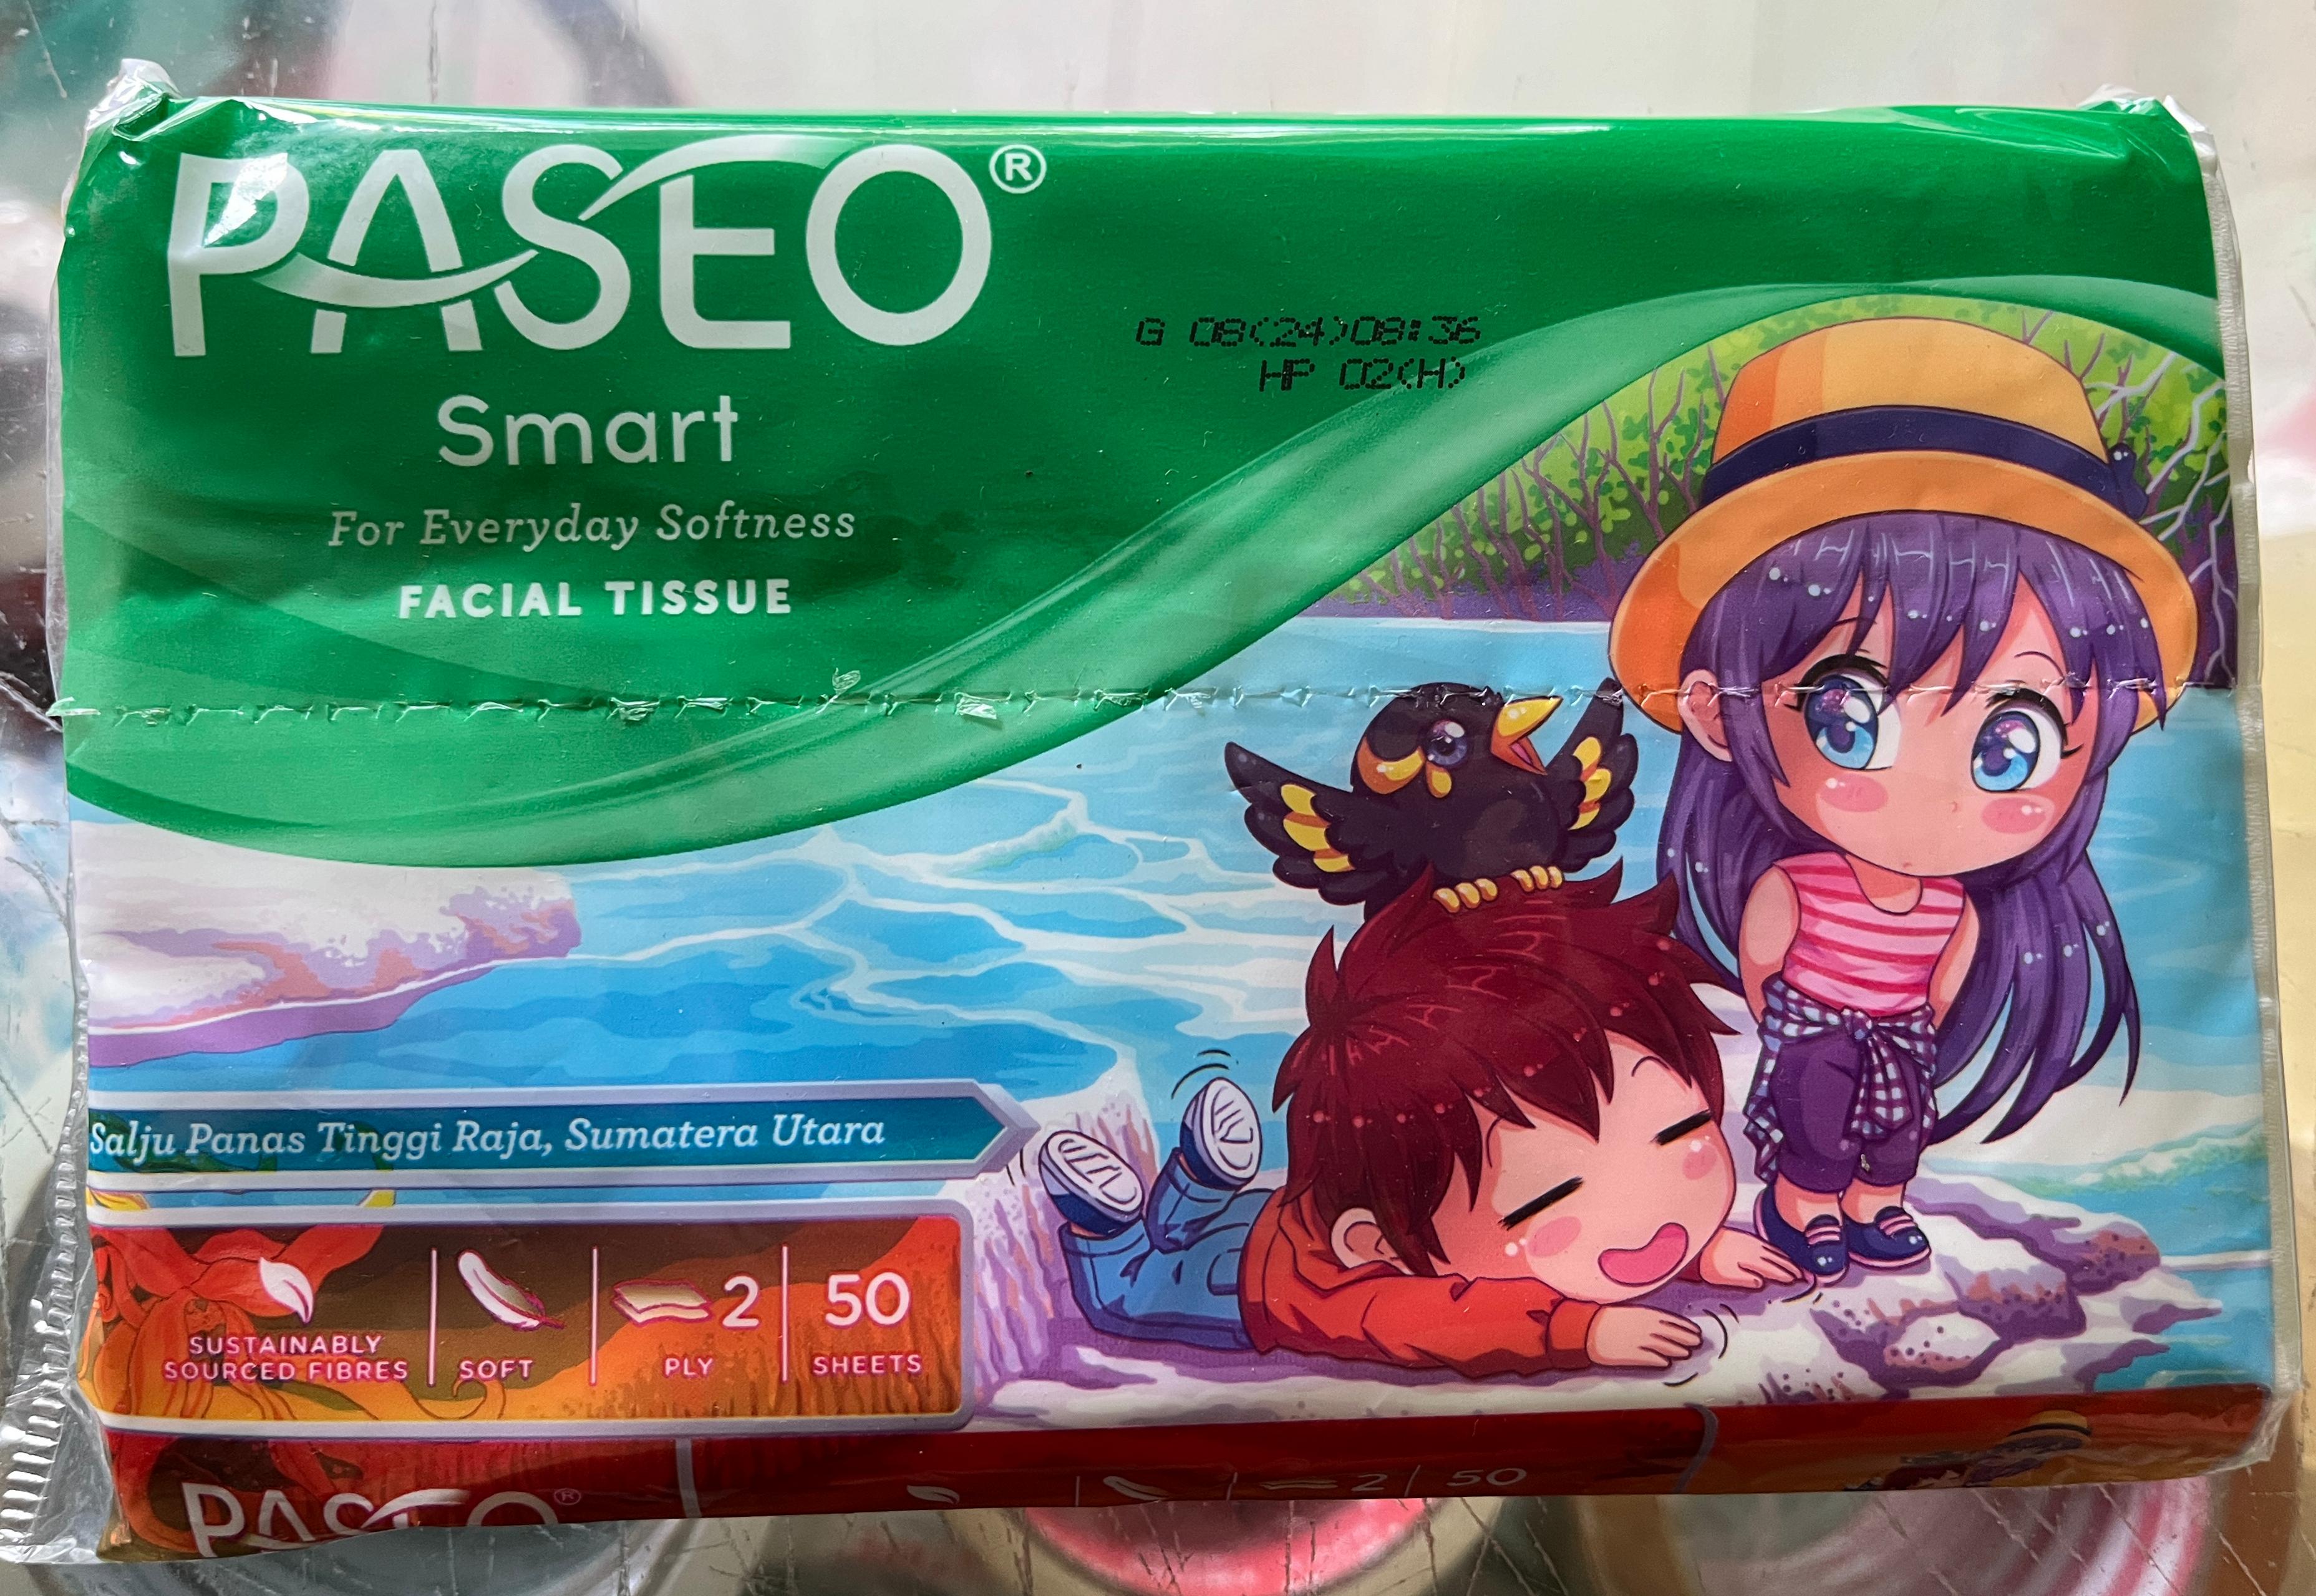 PASEO®
Smart
For Everyday Softness
FACIAL TISSUE
G 08(24)08:36
HP 02(H)
Salju Panas Tinggi Raja, Sumatera Utara
SUSTAINABLY
SOURCED FIBRES
SOFT
2
PLY
50
SHEETS
PASEO®
2
50